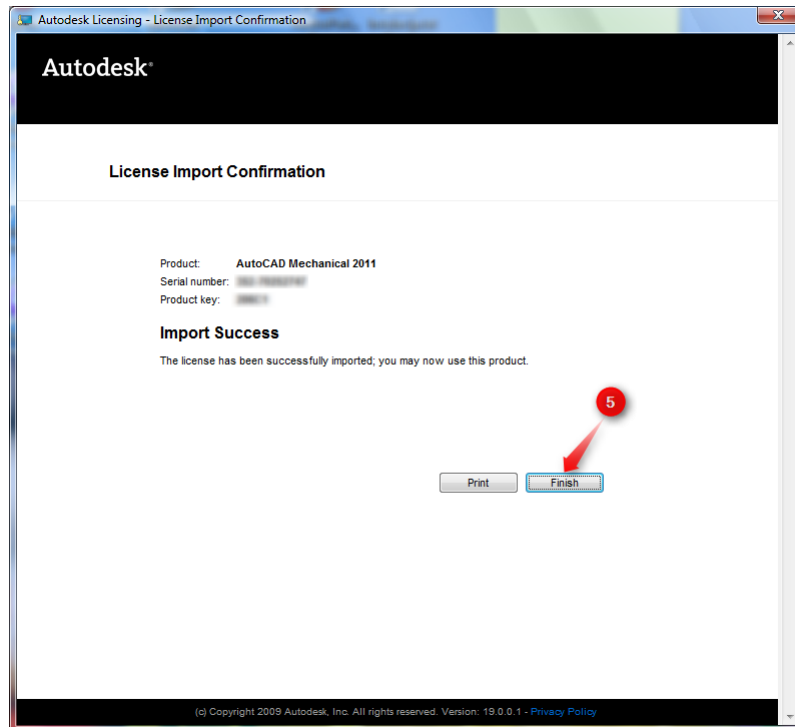 Autodesk Licensing - License Import Confirmation
X
Autodesk®
License Import Confirmation
Product: AutoCAD Mechanical 2011
Serial number:
Product key:
Import Success
The license has been successfully imported; you may now use this product.
5
Print Finish
(c) Copyright 2009 Autodesk, Inc. All rights reserved. Version: 19.0.0.1 - Privacy Policy